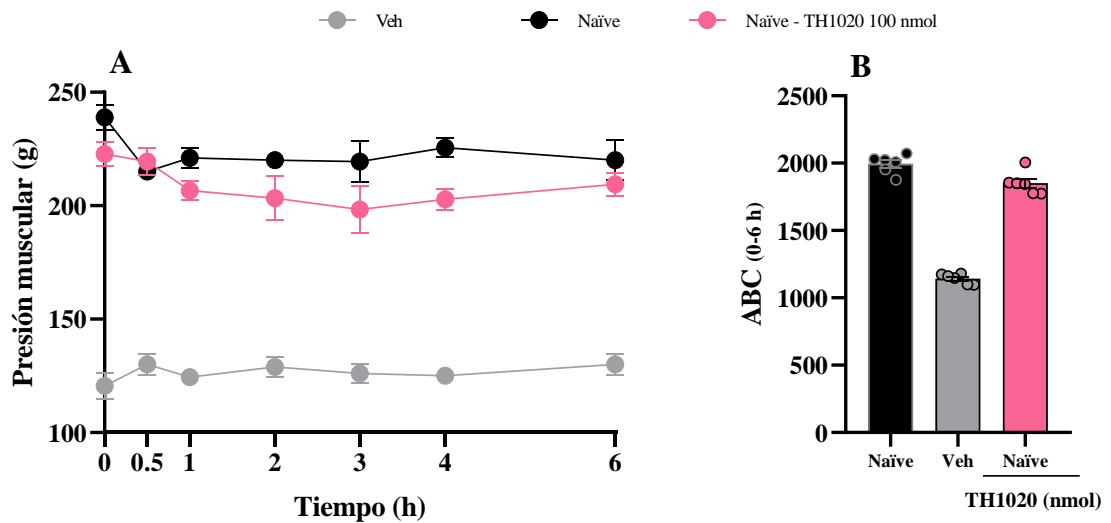 Veh Naïve Naïve - TH1020 100 nmol
A
Presión muscular (g)
250
200
150
100
0 0.5 1 2 3 4 6
Tiempo (h)
B
ABC (0-6 h)
2500
2000
1500
1000
500
0
Naïve Veh Naïve
TH1020 (nmol)